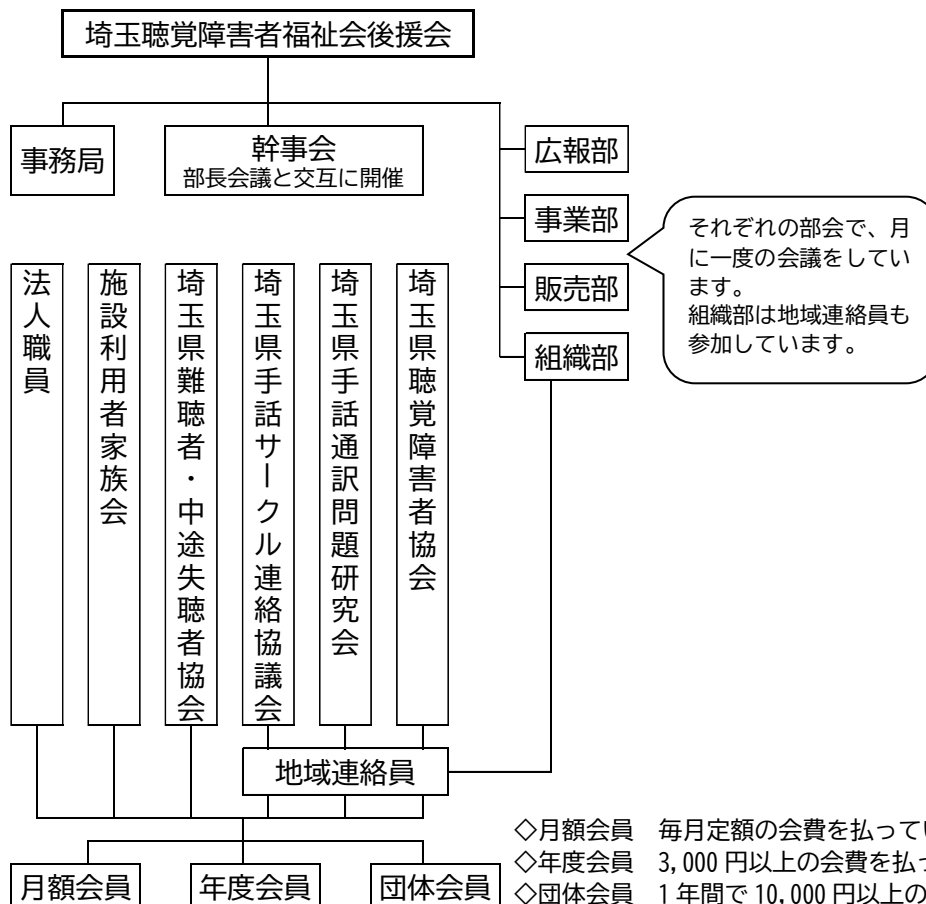 埼玉聴覚障害者福祉会後援会
事務局
幹事会
部長会議と交互に開催
広報部
事業部
販売部
組織部
それぞれの部会で、月
に一度の会議をしてい
ます。
組織部は地域連絡員も
参加しています。
法人職員
施設利用者家族会
埼玉県難聴者・中途失聴者協会
埼玉県手話サークル連絡協議会
埼玉県手話通訳問題研究会
埼玉県聴覚障害者協会
地域連絡員
月額会員
年度会員
団体会員
◇月額会員　毎月定額の会費を払って
◇年度会員　3,000円以上の会費を払
◇団体会員　1年間で10,000円以上の